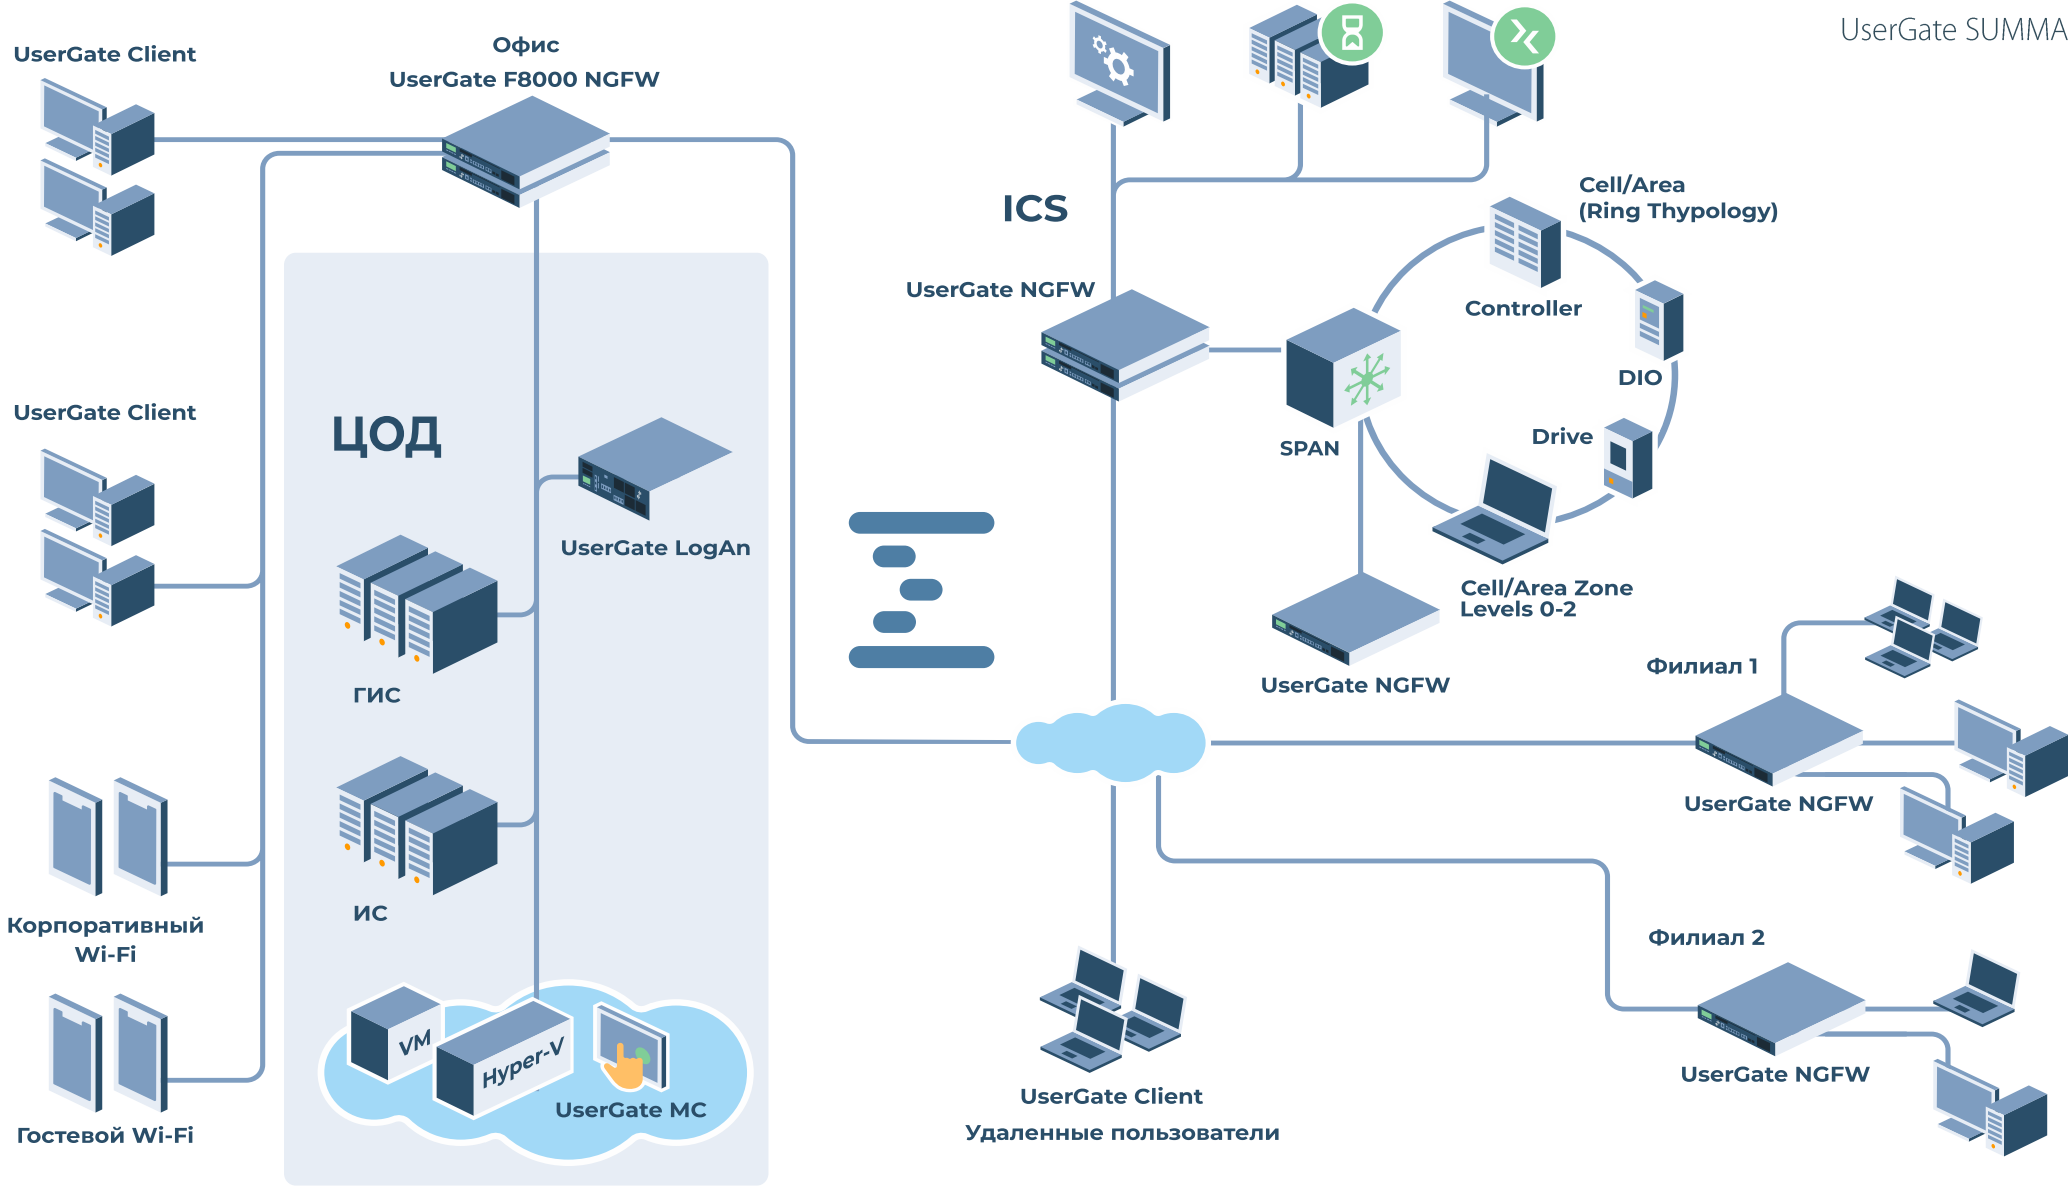 UserGate SUMMA
UserGate Client
Офис
UserGate F8000 NGFW
ICS
Cell/Area
(Ring Thypology)
UserGate NGFW
Controller
DIO
UserGate Client
ЦОД
Drive
SPAN
UserGate LogAn
Cell/Area Zone
Levels 0-2
UserGate NGFW
ГИС
Филиал 1
UserGate NGFW
ИС
Корпоративный
Wi-Fi
Филиал 2
VM
Hyper-V
UserGate MC
UserGate NGFW
UserGate Client
Удаленные пользователи
Гостевой Wi-Fi